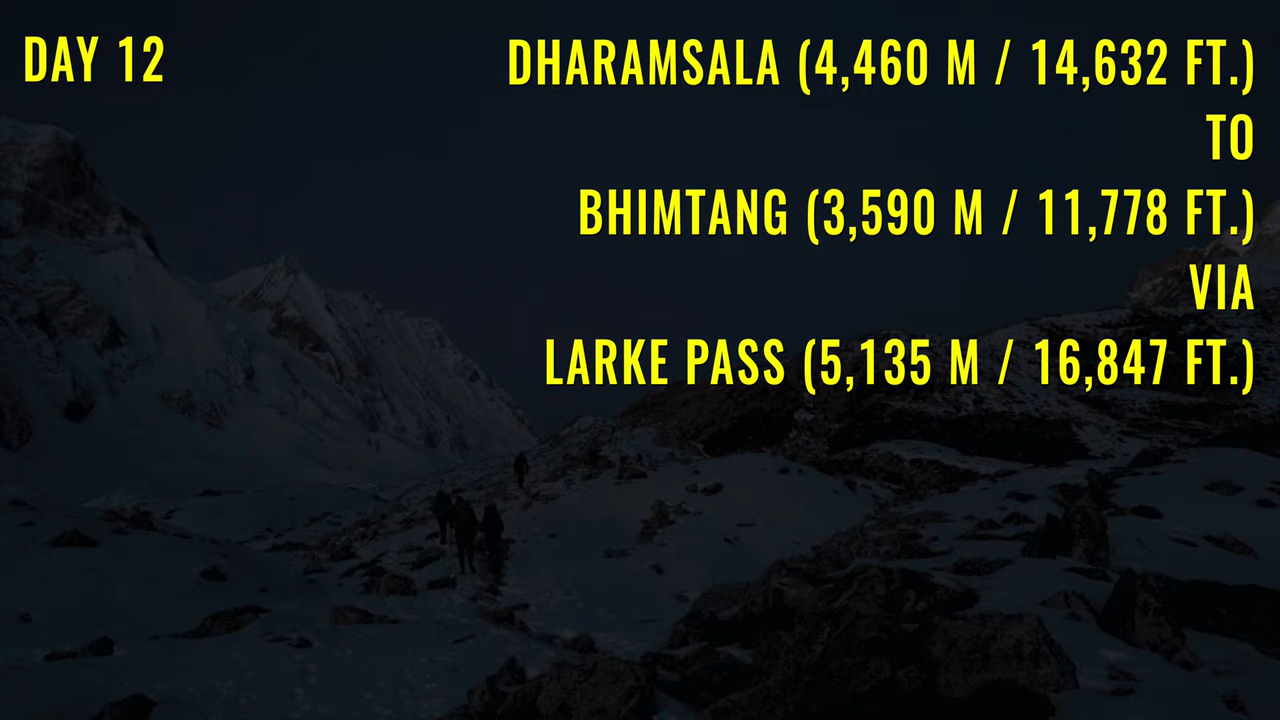 DAY 12
DHARAMSALA (4,460 M / 14,632 FT.)
TO
BHIMTANG (3,590 M / 11,778 FT.)
VIA
LARKE PASS (5,135 M / 16,847 FT.)